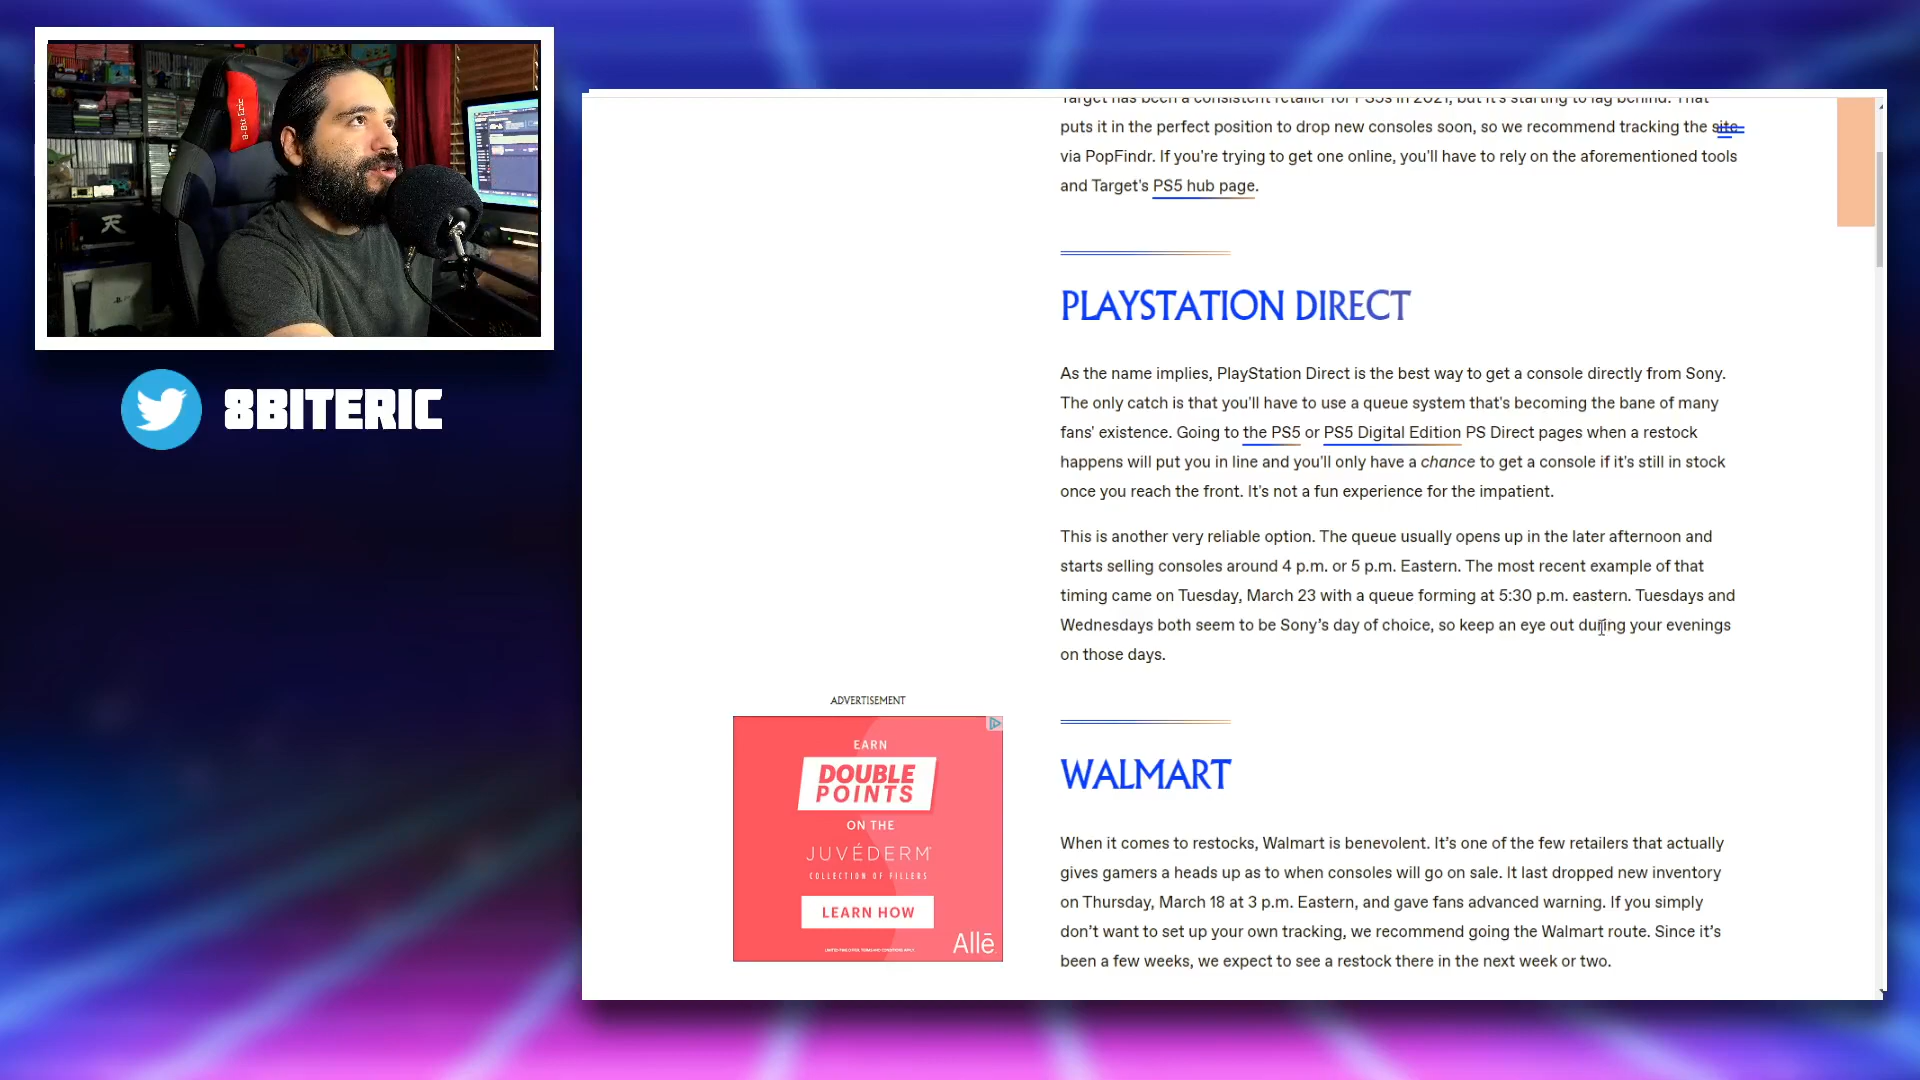 8BITERIC
Target has been a consistent retailer for PS5s in 2021, but it's starting to lag behind. That
puts it in the perfect position to drop new consoles soon, so we recommend tracking the site
via PopFindr. If you're trying to get one online, you'll have to rely on the aforementioned tools
and Target's PS5 hub page.
PLAYSTATION DIRECT
As the name implies, PlayStation Direct is the best way to get a console directly from Sony.
The only catch is that you'll have to use a queue system that's becoming the bane of many
fans' existence. Going to the PS5 or PS5 Digital Edition PS Direct pages when a restock
happens will put you in line and you'll only have a chance to get a console if it's still in stock
once you reach the front. It's not a fun experience for the impatient.
This is another very reliable option. The queue usually opens up in the later afternoon and
starts selling consoles around 4 p.m. or 5 p.m. Eastern. The most recent example of that
timing came on Tuesday, March 23 with a queue forming at 5:30 p.m. eastern. Tuesdays and
Wednesdays both seem to be Sony’s day of choice, so keep an eye out during your evenings
on those days.
ADVERTISEMENT
EARN
DOUBLE
POINTS
ON THE
JUVÉDERM
COLLECTION OF FILLERS
LEARN HOW
Allē
WALMART
When it comes to restocks, Walmart is benevolent. It’s one of the few retailers that actually
gives gamers a heads up as to when consoles will go on sale. It last dropped new inventory
on Thursday, March 18 at 3 p.m. Eastern, and gave fans advanced warning. If you simply
don’t want to set up your own tracking, we recommend going the Walmart route. Since it’s
been a few weeks, we expect to see a restock there in the next week or two.